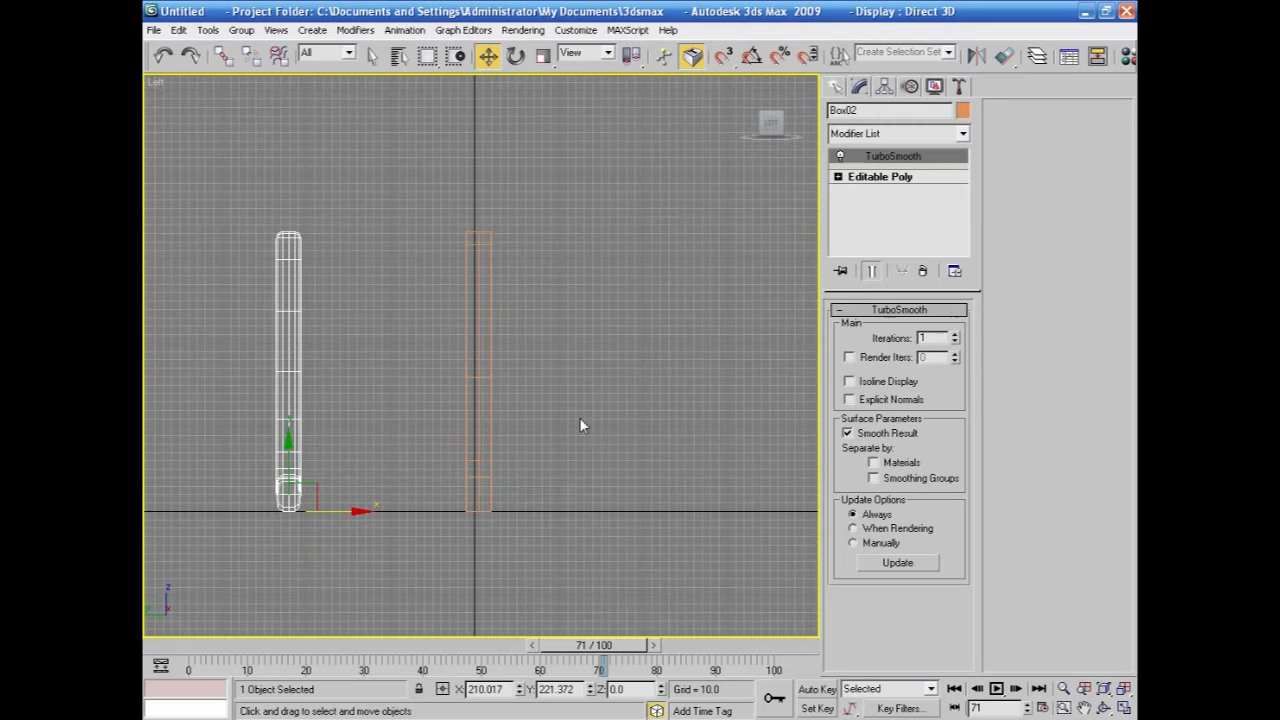 Untitled - Project Folder: C:\Documents and Settings\Administrator\My Documents\3dsmax - Autodesk 3ds Max 2009 - Display : Direct 3D
File Edit Tools Group Views Create Modifiers Animation Graph Editors Rendering Customize MAXScript Help
All View Create Selection Set
Left
LEFT
Box02
Modifier List
TurboSmooth
Editable Poly
TurboSmooth
Main
Iterations: 1
Render Iters: 0
Isoline Display
Explicit Normals
Surface Parameters
Smooth Result
Separate by:
Materials
Smoothing Groups
Update Options
Always
When Rendering
Manually
Update
x
z
71 / 100
0 10 20 30 40 50 60 70 80 90 100
1 Object Selected X: 210.017 Y: 221.372 Z: 0.0 Grid = 10.0 Auto Key Selected
Click and drag to select and move objects Add Time Tag Set Key Key Filters... 71